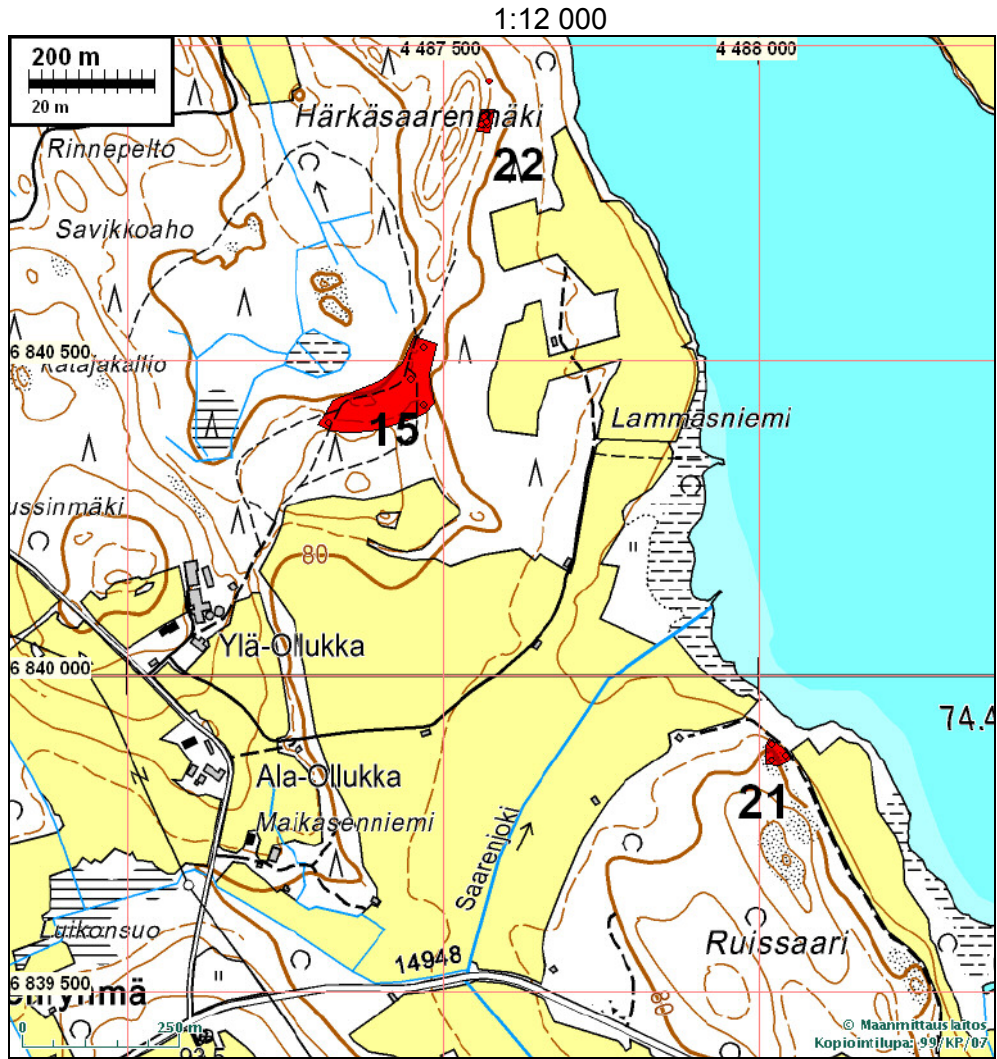 1:12 000
200 m
20 m
4 487 500
4 488 000
Härkäsaarenmäki
Rinnepelto
22
Savikkoaho
6 840 500
Katajakallio
15
Lammasniemi
ussinmäki
80
Ylä-Ollukka
6 840 000
74.4
Ala-Ollukka
21
Maikasenniemi
Saarenjoki
Luikonsuo
Ruissaari
14948
6 839 500
80
0 250 m
© Maanmittauslaitos
Kopiointilupa: 99/KP/07